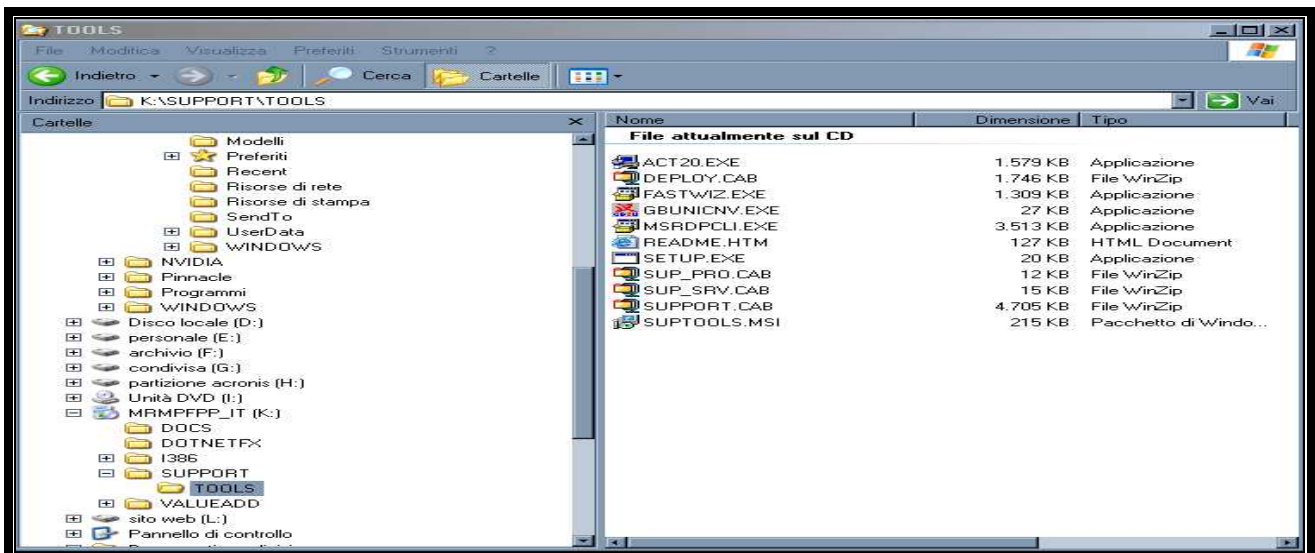 TOOLS
File Modifica Visualizza Preferiti Strumenti ?
Indietro Cerca Cartelle
Indirizzo K:\SUPPORT\TOOLS Vai
Cartelle
Modelli
Preferiti
Recent
Risorse di rete
Risorse di stampa
SendTo
UserData
WINDOWS
NVIDIA
Pinnacle
Programmi
WINDOWS
Disco locale (D:)
personale (E:)
archivio (F:)
condivisa (G:)
partizione acronis (H:)
Unità DVD (I:)
MRMPFPP_IT (K:)
DOCS
DOTNETFX
I386
SUPPORT
TOOLS
VALUEADD
sito web (L:)
Pannello di controllo
Nome Dimensione Tipo
File attualmente sul CD
ACT20.EXE 1.579 KB Applicazione
DEPLOY.CAB 1.746 KB File WinZip
FASTWIZ.EXE 1.309 KB Applicazione
GBUNICNV.EXE 27 KB Applicazione
MSRDPCLI.EXE 3.513 KB Applicazione
README.HTM 127 KB HTML Document
SETUP.EXE 20 KB Applicazione
SUP_PRO.CAB 12 KB File WinZip
SUP_SRV.CAB 15 KB File WinZip
SUPPORT.CAB 4.705 KB File WinZip
SUPTOOLS.MSI 215 KB Pacchetto di Windo...